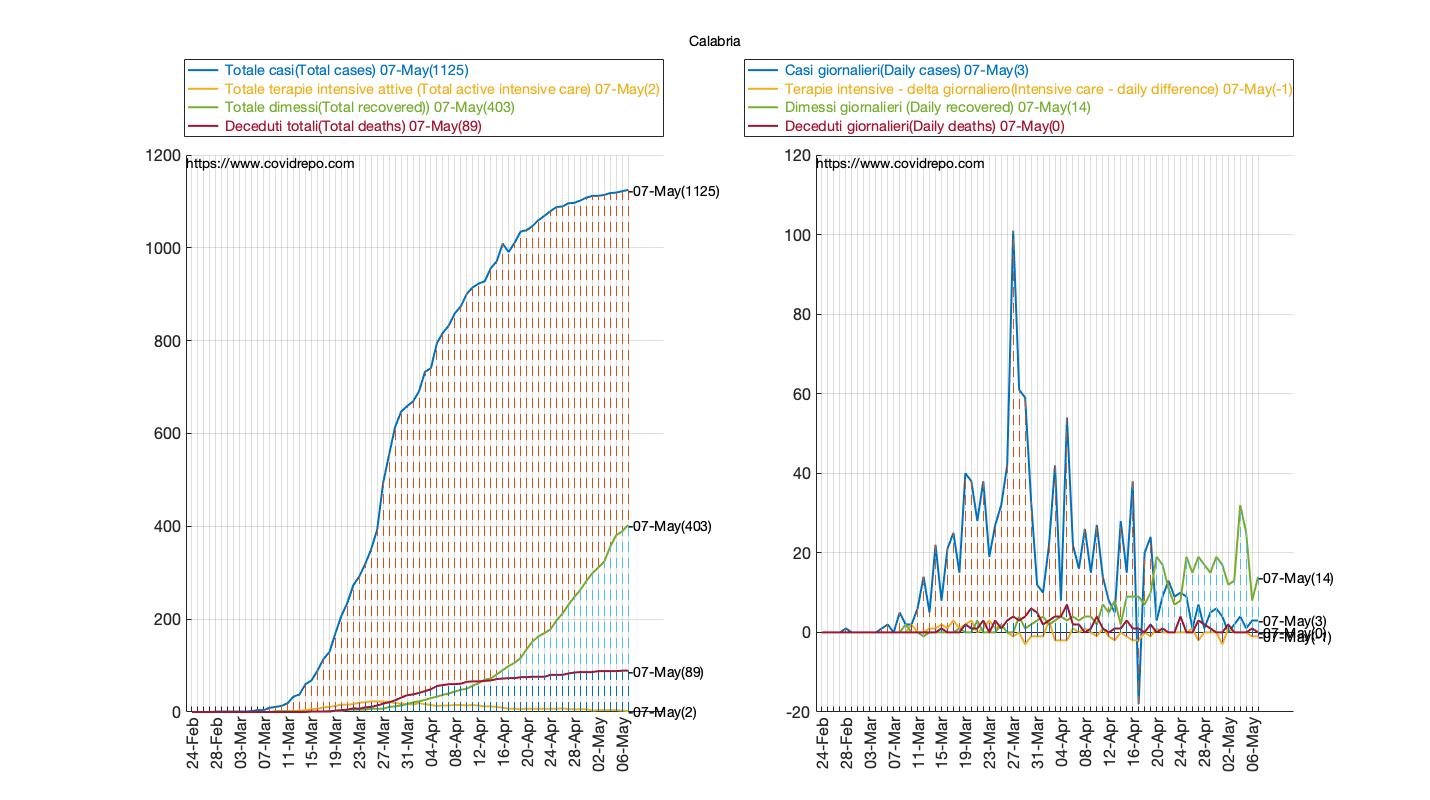 Calabria
Totale casi(Total cases) 07-May(1125)
Totale terapie intensive attive (Total active intensive care) 07-May(2)
Totale dimessi(Total recovered)) 07-May(403)
Deceduti totali(Total deaths) 07-May(89)
https://www.covidrepo.com
1200
1000
800
600
400
200
0
07-May(1125)
07-May(403)
07-May(89)
07-May(2)
24-Feb
28-Feb
03-Mar
07-Mar
11-Mar
15-Mar
19-Mar
23-Mar
27-Mar
31-Mar
04-Apr
08-Apr
12-Apr
16-Apr
20-Apr
24-Apr
28-Apr
02-May
06-May
Casi giornalieri(Daily cases) 07-May(3)
Terapie intensive - delta giornaliero(Intensive care - daily difference) 07-May(-1)
Dimessi giornalieri (Daily recovered) 07-May(14)
Deceduti giornalieri(Daily deaths) 07-May(0)
https://www.covidrepo.com
120
100
80
60
40
20
0
-20
07-May(14)
07-May(3)
07-May(0)
07-May(-1)
24-Feb
28-Feb
03-Mar
07-Mar
11-Mar
15-Mar
19-Mar
23-Mar
27-Mar
31-Mar
04-Apr
08-Apr
12-Apr
16-Apr
20-Apr
24-Apr
28-Apr
02-May
06-May